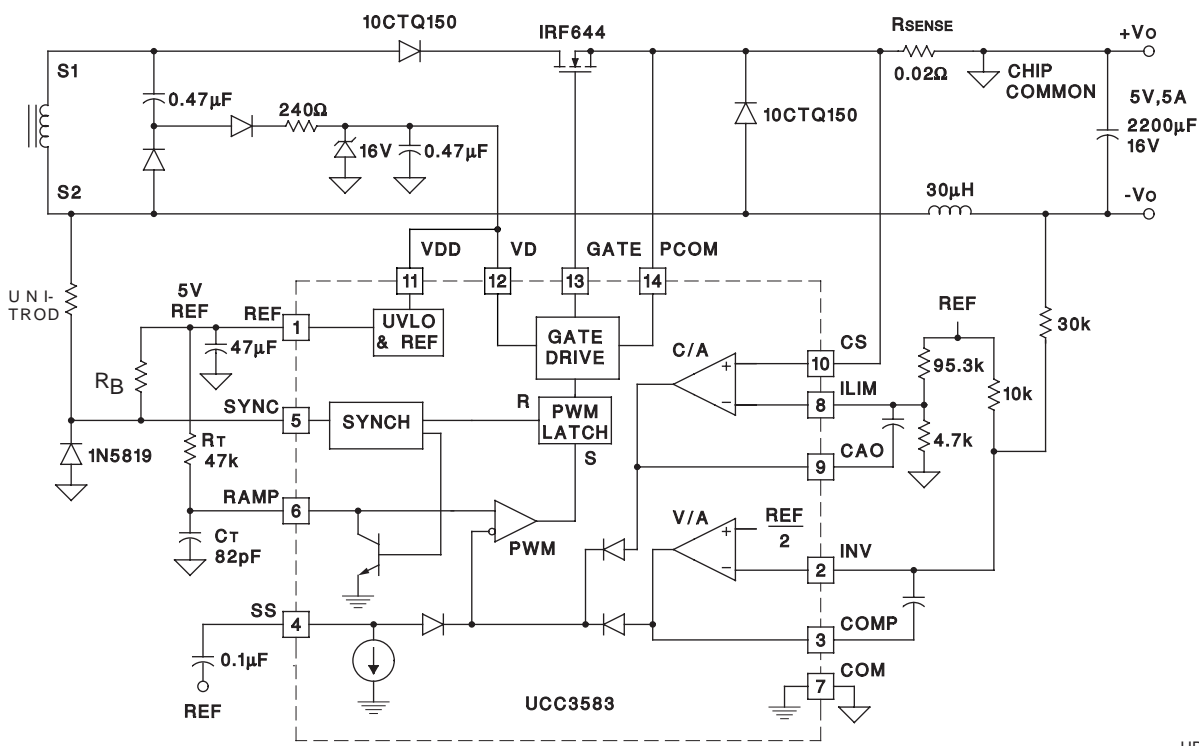 10CTQ150
IRF644
RSENSE
0.02Ω
+Vo
CHIP
COMMON
5V,5A
2200µF
16V
S1
0.47µF
240Ω
16V
0.47µF
10CTQ150
S2
30µH
-Vo
VDD
VD
GATE
PCOM
11
12
13
14
U N I-
TROD
5V
REF
REF
1
UVLO
& REF
GATE
DRIVE
47µF
RB
SYNC
5
SYNCH
R
PWM
LATCH
S
1N5819
RT
47k
RAMP
6
CT
82pF
PWM
C/A
+
−
10
CS
8
ILIM
9
CAO
REF
95.3k
4.7k
10k
30k
V/A
+
−
REF
2
INV
2
COMP
3
COM
7
SS
4
0.1µF
REF
UCC3583